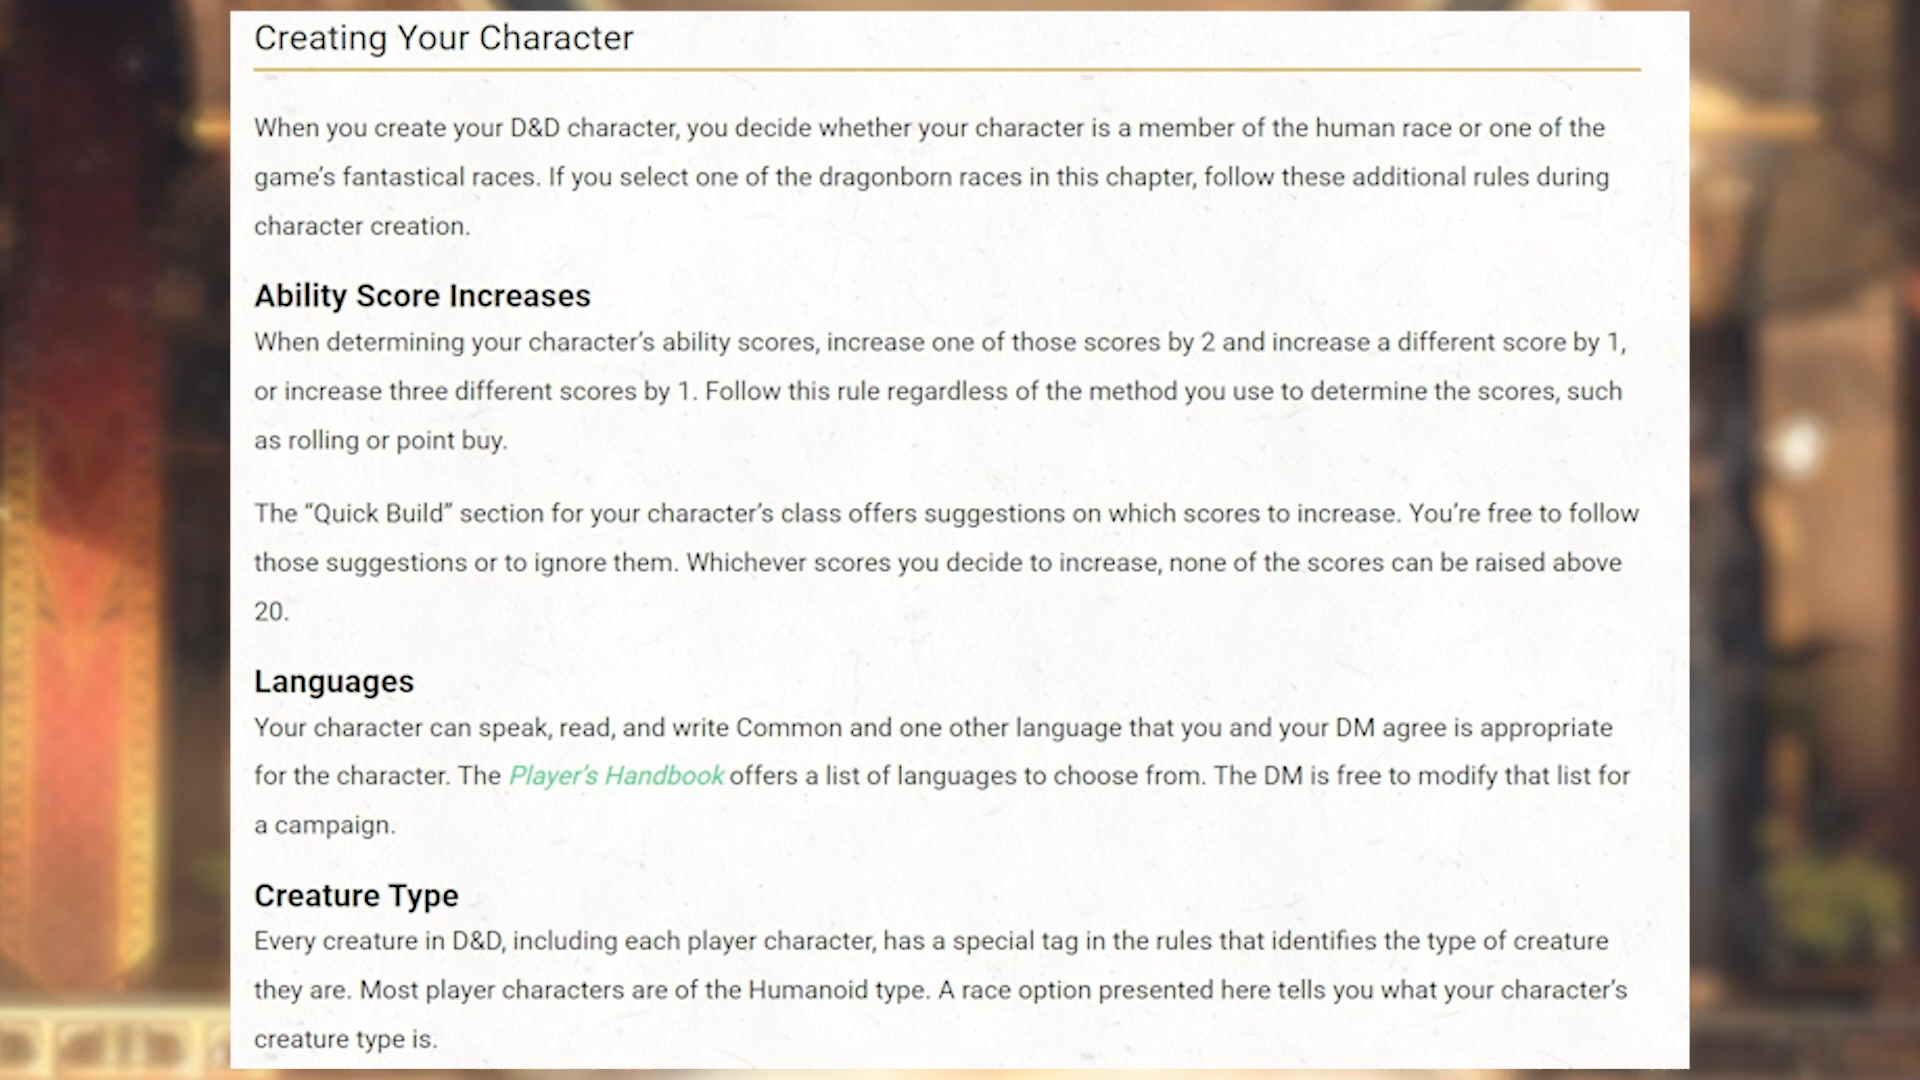 Creating Your Character
When you create your D&D character, you decide whether your character is a member of the human race or one of the
game's fantastical races. If you select one of the dragonborn races in this chapter, follow these additional rules during
character creation.
Ability Score Increases
When determining your character's ability scores, increase one of those scores by 2 and increase a different score by 1,
or increase three different scores by 1. Follow this rule regardless of the method you use to determine the scores, such
as rolling or point buy.
The “Quick Build” section for your character's class offers suggestions on which scores to increase. You're free to follow
those suggestions or to ignore them. Whichever scores you decide to increase, none of the scores can be raised above
20.
Languages
Your character can speak, read, and write Common and one other language that you and your DM agree is appropriate
for the character. The Player's Handbook offers a list of languages to choose from. The DM is free to modify that list for
a campaign.
Creature Type
Every creature in D&D, including each player character, has a special tag in the rules that identifies the type of creature
they are. Most player characters are of the Humanoid type. A race option presented here tells you what your character's
creature type is.